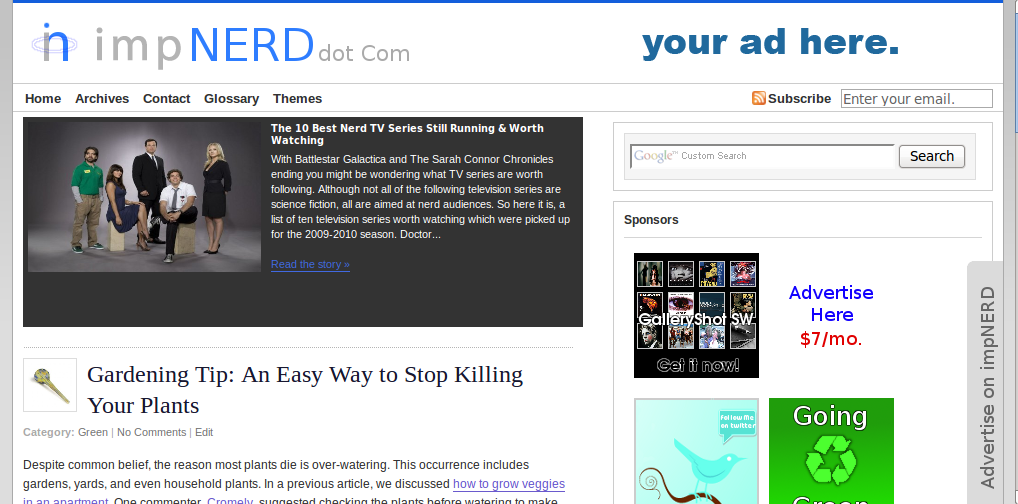 impNERDdot Com
your ad here.
Home Archives Contact Glossary Themes
Subscribe Enter your email.
The 10 Best Nerd TV Series Still Running & Worth
Watching
With Battlestar Galactica and The Sarah Connor Chronicles
ending you might be wondering what TV series are worth
following. Although not all of the following television series are
science fiction, all are aimed at nerd audiences. So here it is, a
list of ten television series worth watching which were picked up
for the 2009-2010 season. Doctor...
Read the story »
Google™ Custom Search
Search
Sponsors
GalleryShot SW
Get it now!
Advertise
Here
$7/mo.
Advertise on impNERD
Gardening Tip: An Easy Way to Stop Killing
Your Plants
Category: Green | No Comments | Edit
Despite common belief, the reason most plants die is over-watering. This occurrence includes
gardens, yards, and even household plants. In a previous article, we discussed how to grow veggies
in an apartment. One commenter, Cromely, suggested checking the plants before watering to make
Follow me
on twitter
Going
Green